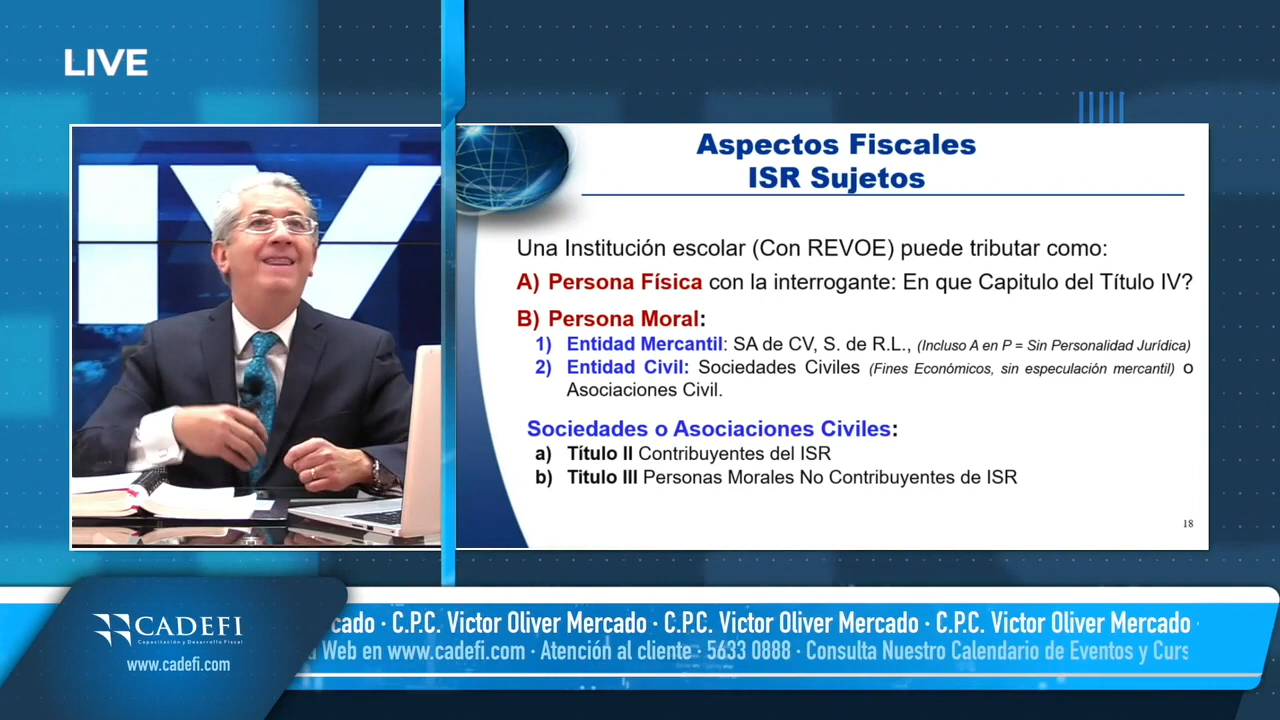 LIVE
IV
Aspectos Fiscales
ISR Sujetos
Una Institución escolar (Con REVOE) puede tributar como:
A) Persona Física con la interrogante: En que Capitulo del Título IV?
B) Persona Moral:
1) Entidad Mercantil: SA de CV, S. de R.L., (Incluso A en P = Sin Personalidad Jurídica)
2) Entidad Civil: Sociedades Civiles (Fines Económicos, sin especulación mercantil) o
Asociaciones Civil.
Sociedades o Asociaciones Civiles:
a) Título II Contribuyentes del ISR
b) Titulo III Personas Morales No Contribuyentes de ISR
18
CADEFI
Capacitación y Desarrollo Fiscal
www.cadefi.com
cado · C.P.C. Victor Oliver Mercado · C.P.C. Victor Oliver Mercado · C.P.C. Victor Oliver Mercado ·
Web en www.cadefi.com · Atención al cliente · 5633 0888 · Consulta Nuestro Calendario de Eventos y Curs